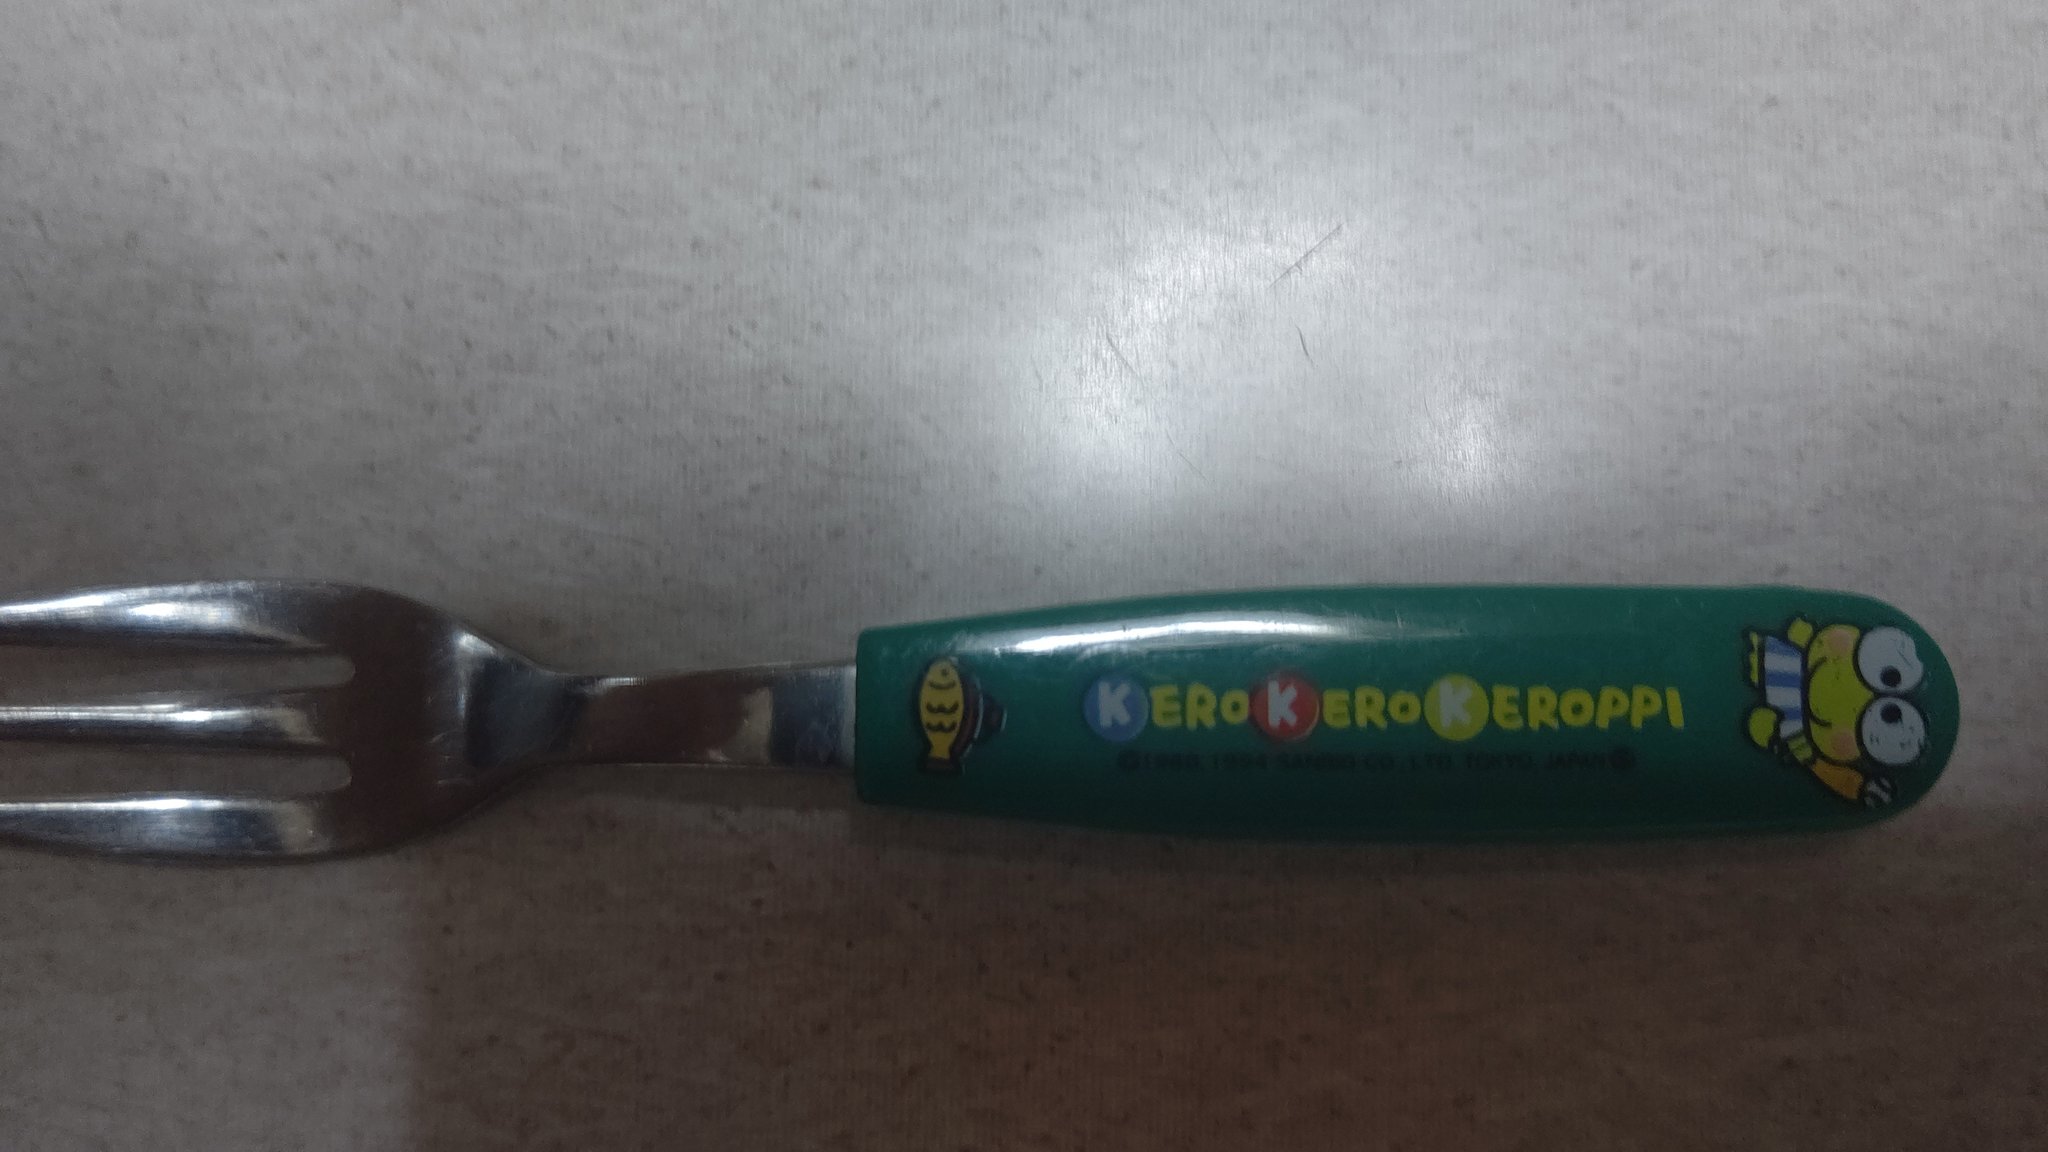 KEROKEROKEROPPI
© 1988, 1994 SANRIO CO., LTD. TOKYO, JAPAN